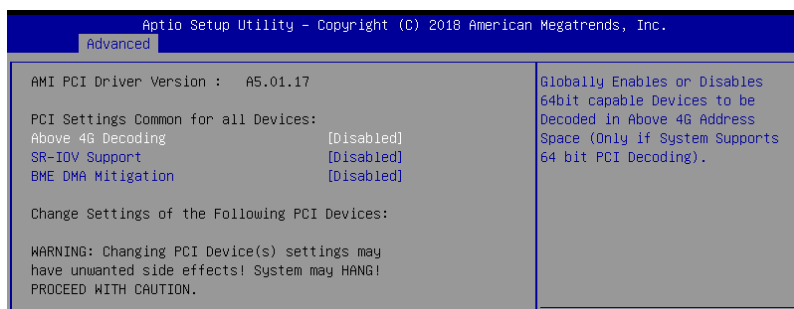 Aptio Setup Utility – Copyright (C) 2018 American Megatrends, Inc.
Advanced
AMI PCI Driver Version : A5.01.17
PCI Settings Common for all Devices:
Above 4G Decoding [Disabled]
SR-IOV Support [Disabled]
BME DMA Mitigation [Disabled]
Change Settings of the Following PCI Devices:
WARNING: Changing PCI Device(s) settings may
have unwanted side effects! System may HANG!
PROCEED WITH CAUTION.
Globally Enables or Disables
64bit capable Devices to be
Decoded in Above 4G Address
Space (Only if System Supports
64 bit PCI Decoding).